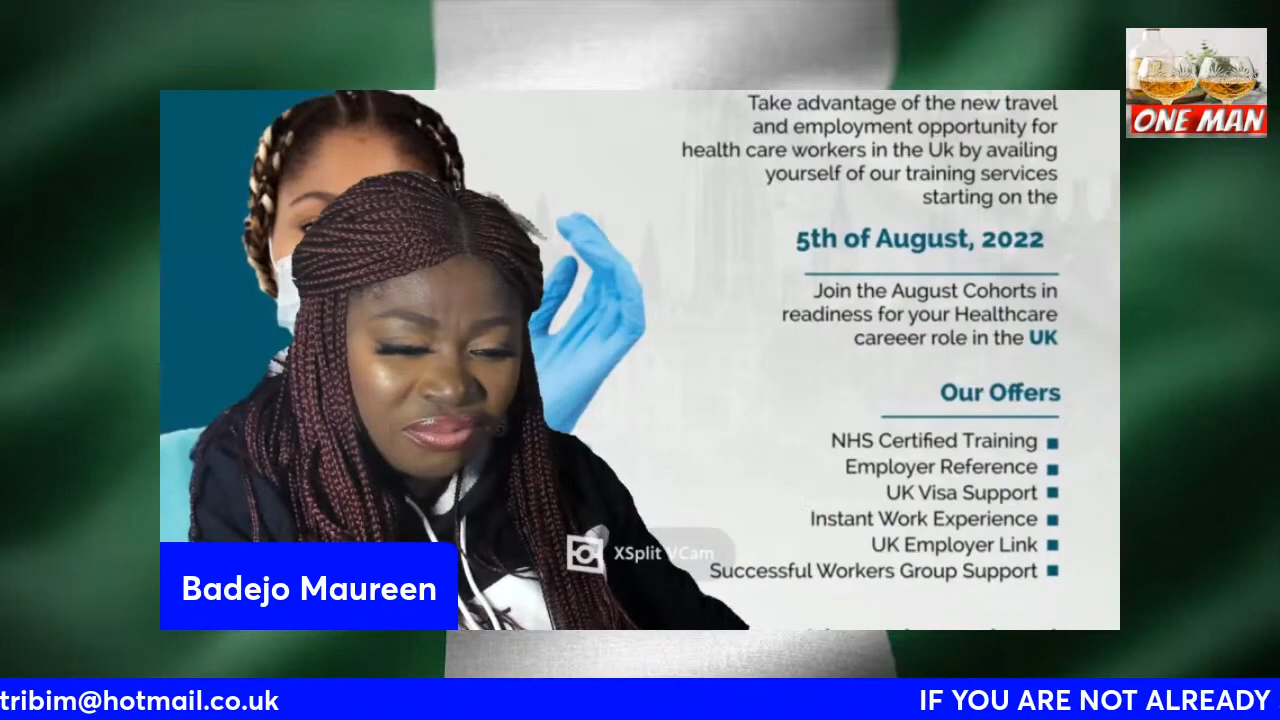 ONE MAN
Take advantage of the new travel
and employment opportunity for
health care workers in the Uk by availing
yourself of our training services
starting on the
5th of August, 2022
Join the August Cohorts in
readiness for your Healthcare
careeer role in the UK
Our Offers
NHS Certified Training
Employer Reference
UK Visa Support
Instant Work Experience
UK Employer Link
Successful Workers Group Support
XSplit VCam
Badejo Maureen
tribim@hotmail.co.uk
IF YOU ARE NOT ALREADY